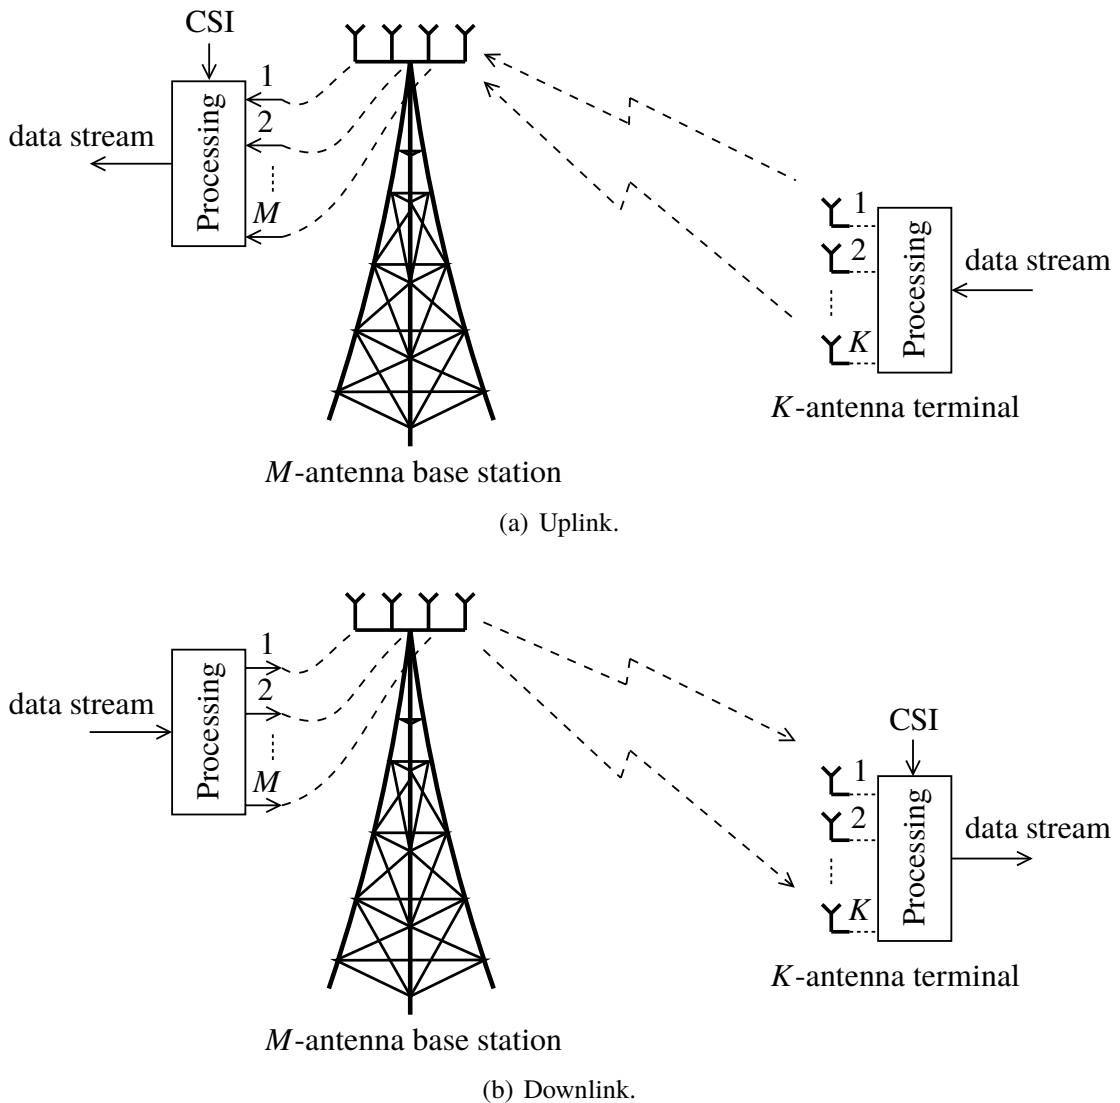 CSI
1
2
M
Processing
data stream
1
2
K
Processing
data stream
K-antenna terminal
M-antenna base station
(a) Uplink.
1
2
M
Processing
data stream
CSI
1
2
K
Processing
data stream
K-antenna terminal
M-antenna base station
(b) Downlink.